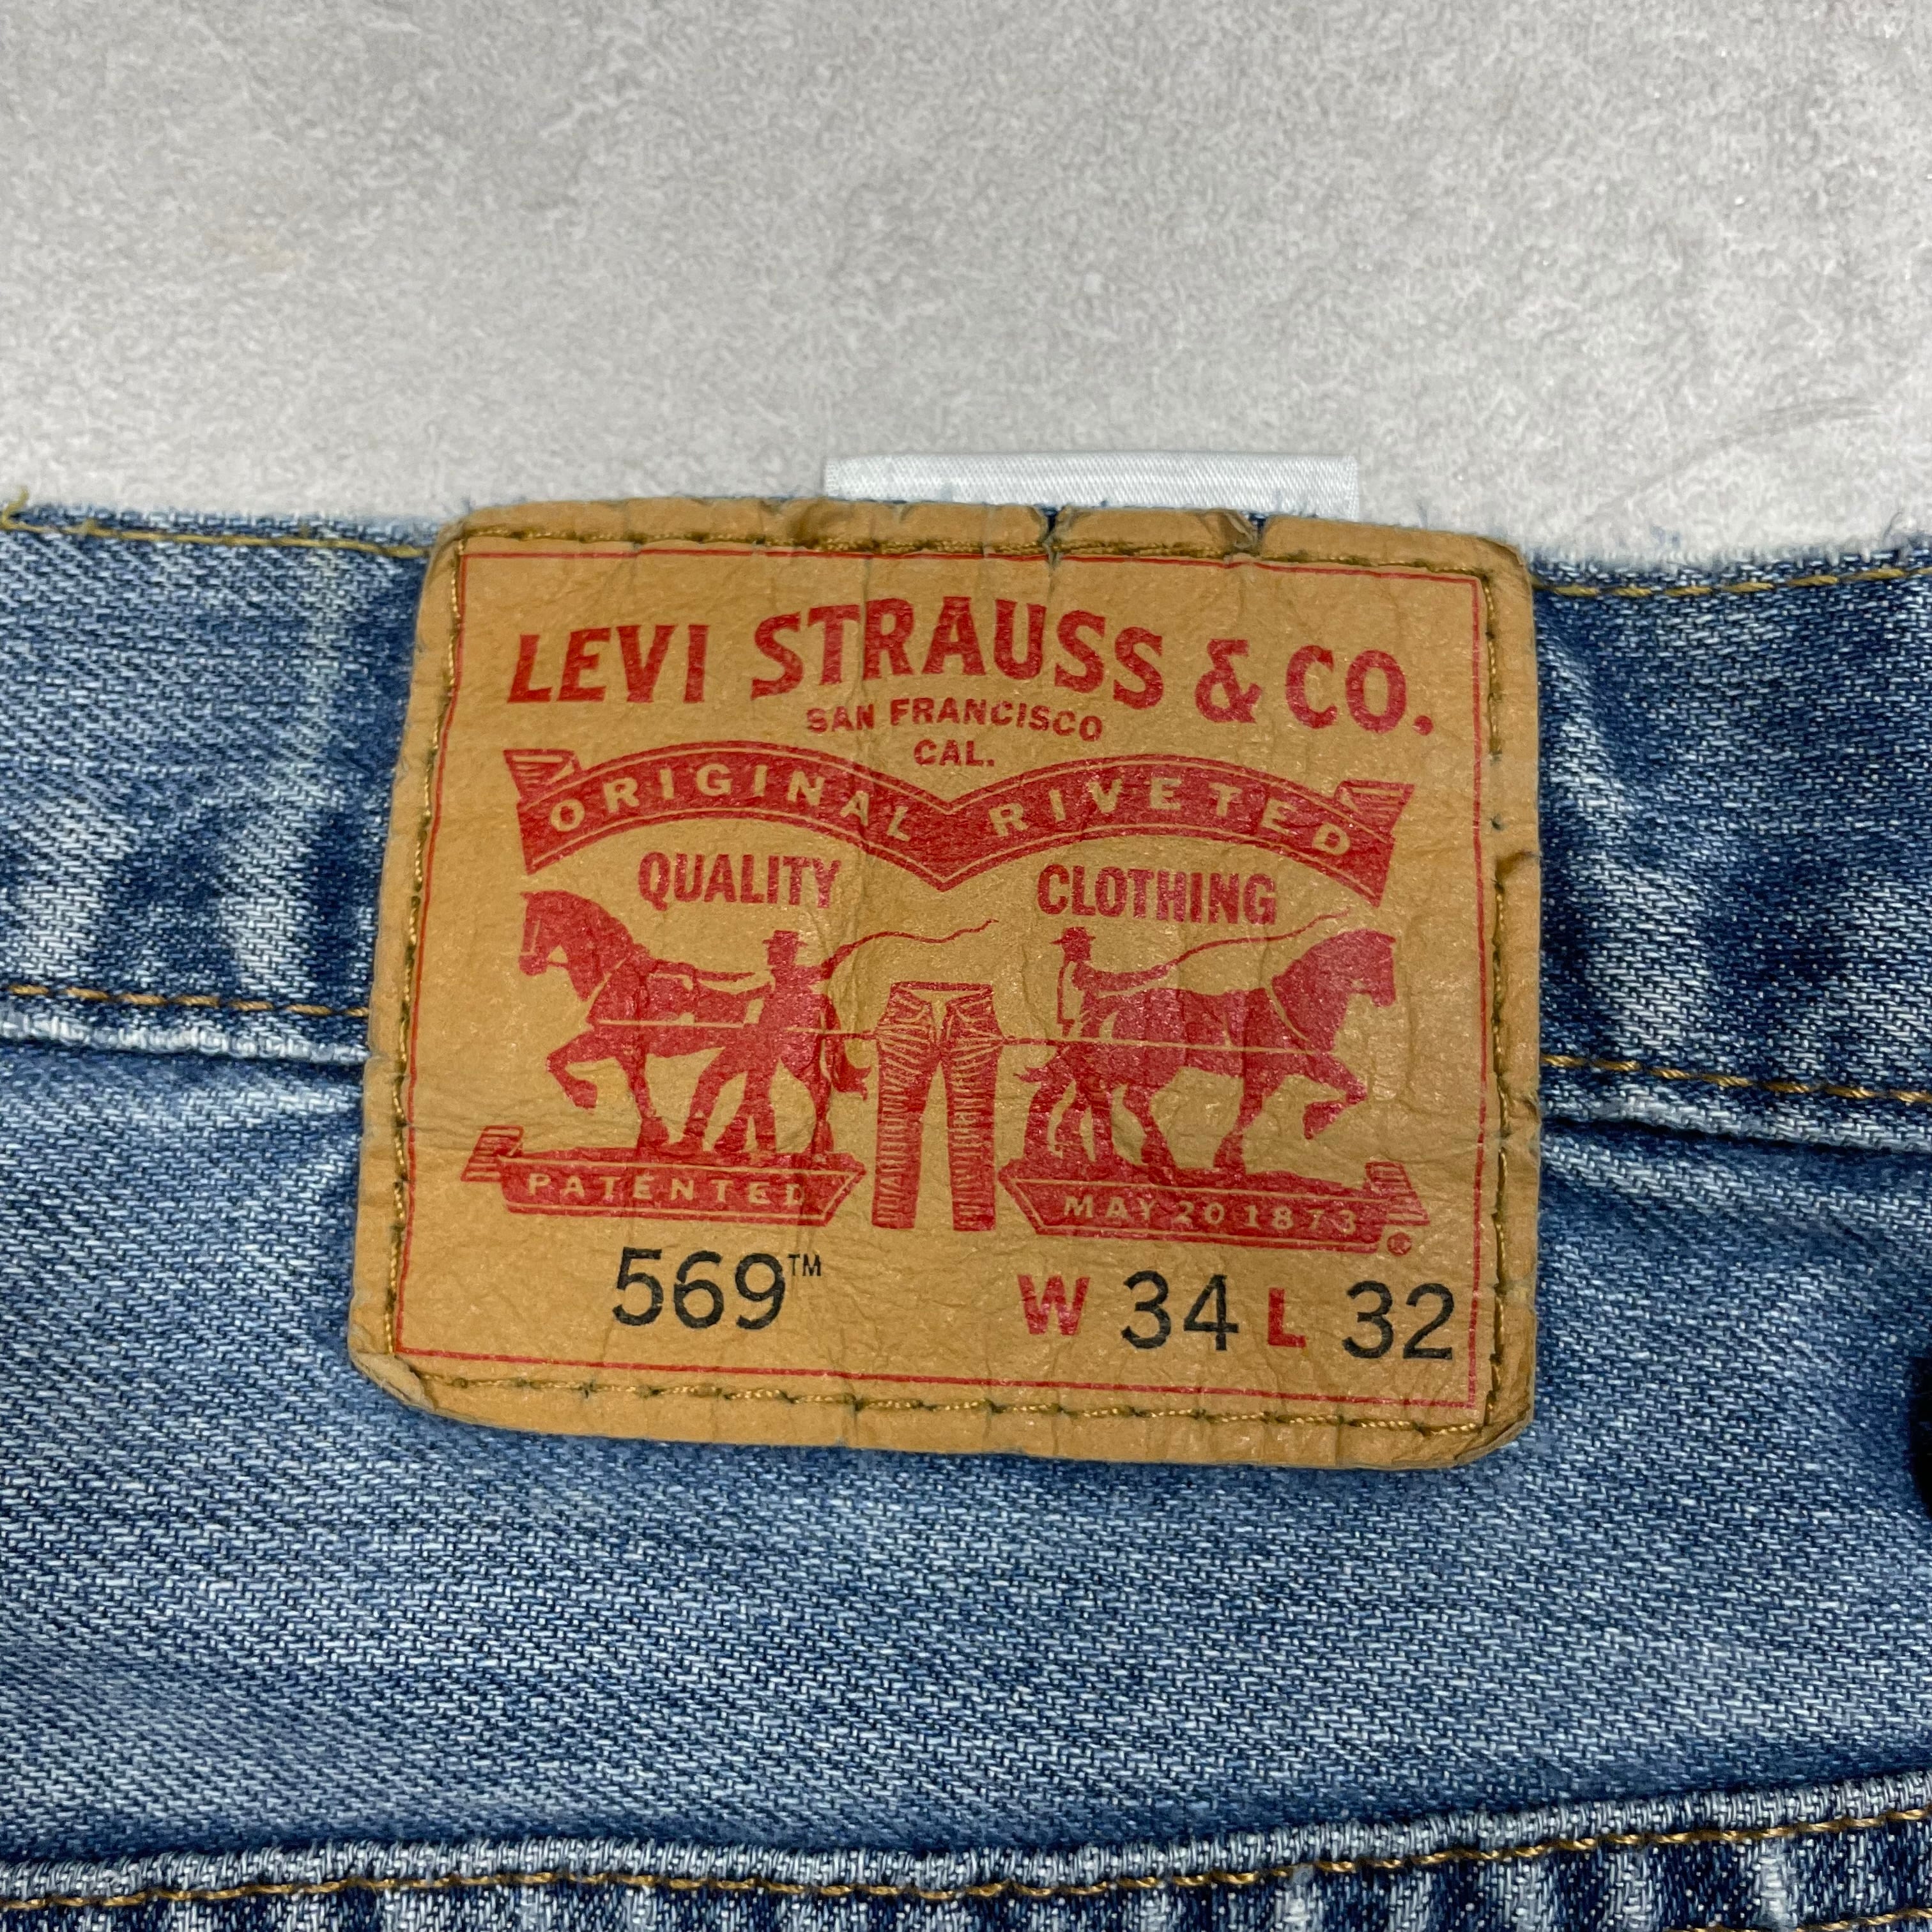 LEVI STRAUSS & CO.
SAN FRANCISCO
CAL.
ORIGINAL RIVETED
QUALITY CLOTHING
PATENTED MAY 20 1873 ®
569™ W 34 L 32